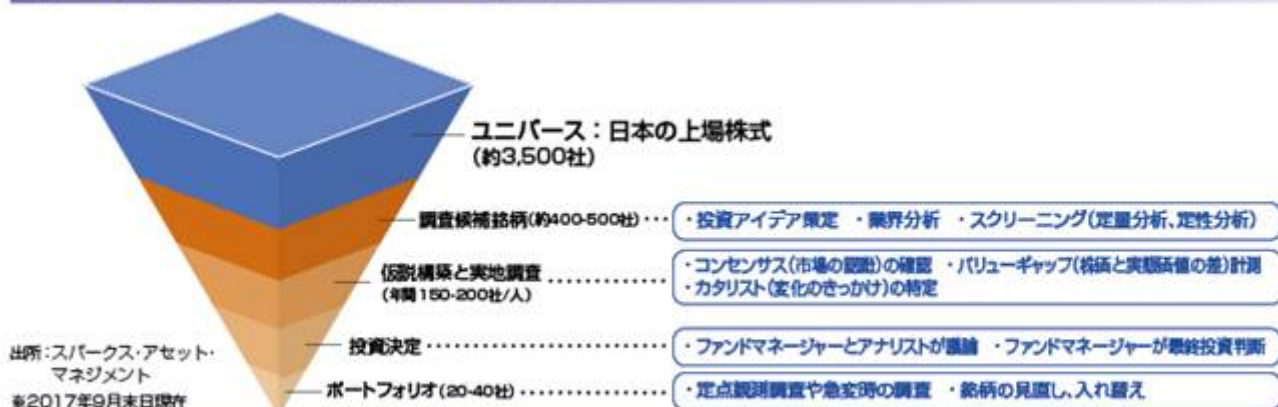 ユニバース：日本の上場株式
(約3,500社)
調査候補銘柄(約400-500社)
・投資アイデア策定 ・業界分析 ・スクリーニング(定量分析、定性分析)
仮説構築と実地調査
(年間150-200社/人)
・コンセンサス(市場の認識)の確認 ・バリューギャップ(株価と実態価値の差)計測
・カタリスト(変化のきっかけ)の特定
投資決定
・ファンドマネージャーとアナリストが議論 ・ファンドマネージャーが最終投資判断
ポートフォリオ(20-40社)
・定点観測調査や急変時の調査 ・銘柄の見直し、入れ替え
出所：スパークス・アセット・
マネジメント
※2017年9月末日現在